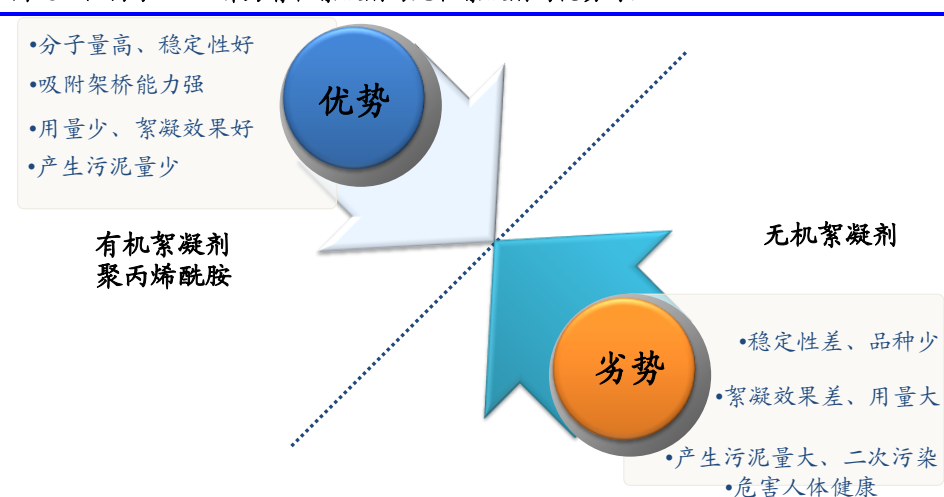 •分子量高、稳定性好
•吸附架桥能力强
•用量少、絮凝效果好
•产生污泥量少
优势
有机絮凝剂
聚丙烯酰胺
无机絮凝剂
劣势
•稳定性差、品种少
•絮凝效果差、用量大
•产生污泥量大、二次污染
•危害人体健康